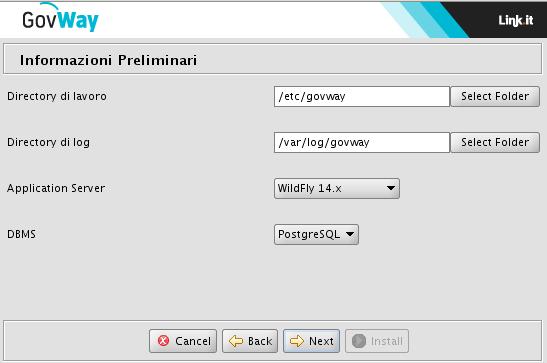 GovWay
Link.it
Informazioni Preliminari
Directory di lavoro /etc/govway Select Folder
Directory di log /var/log/govway Select Folder
Application Server WildFly 14.x
DBMS PostgreSQL
Cancel Back Next Install